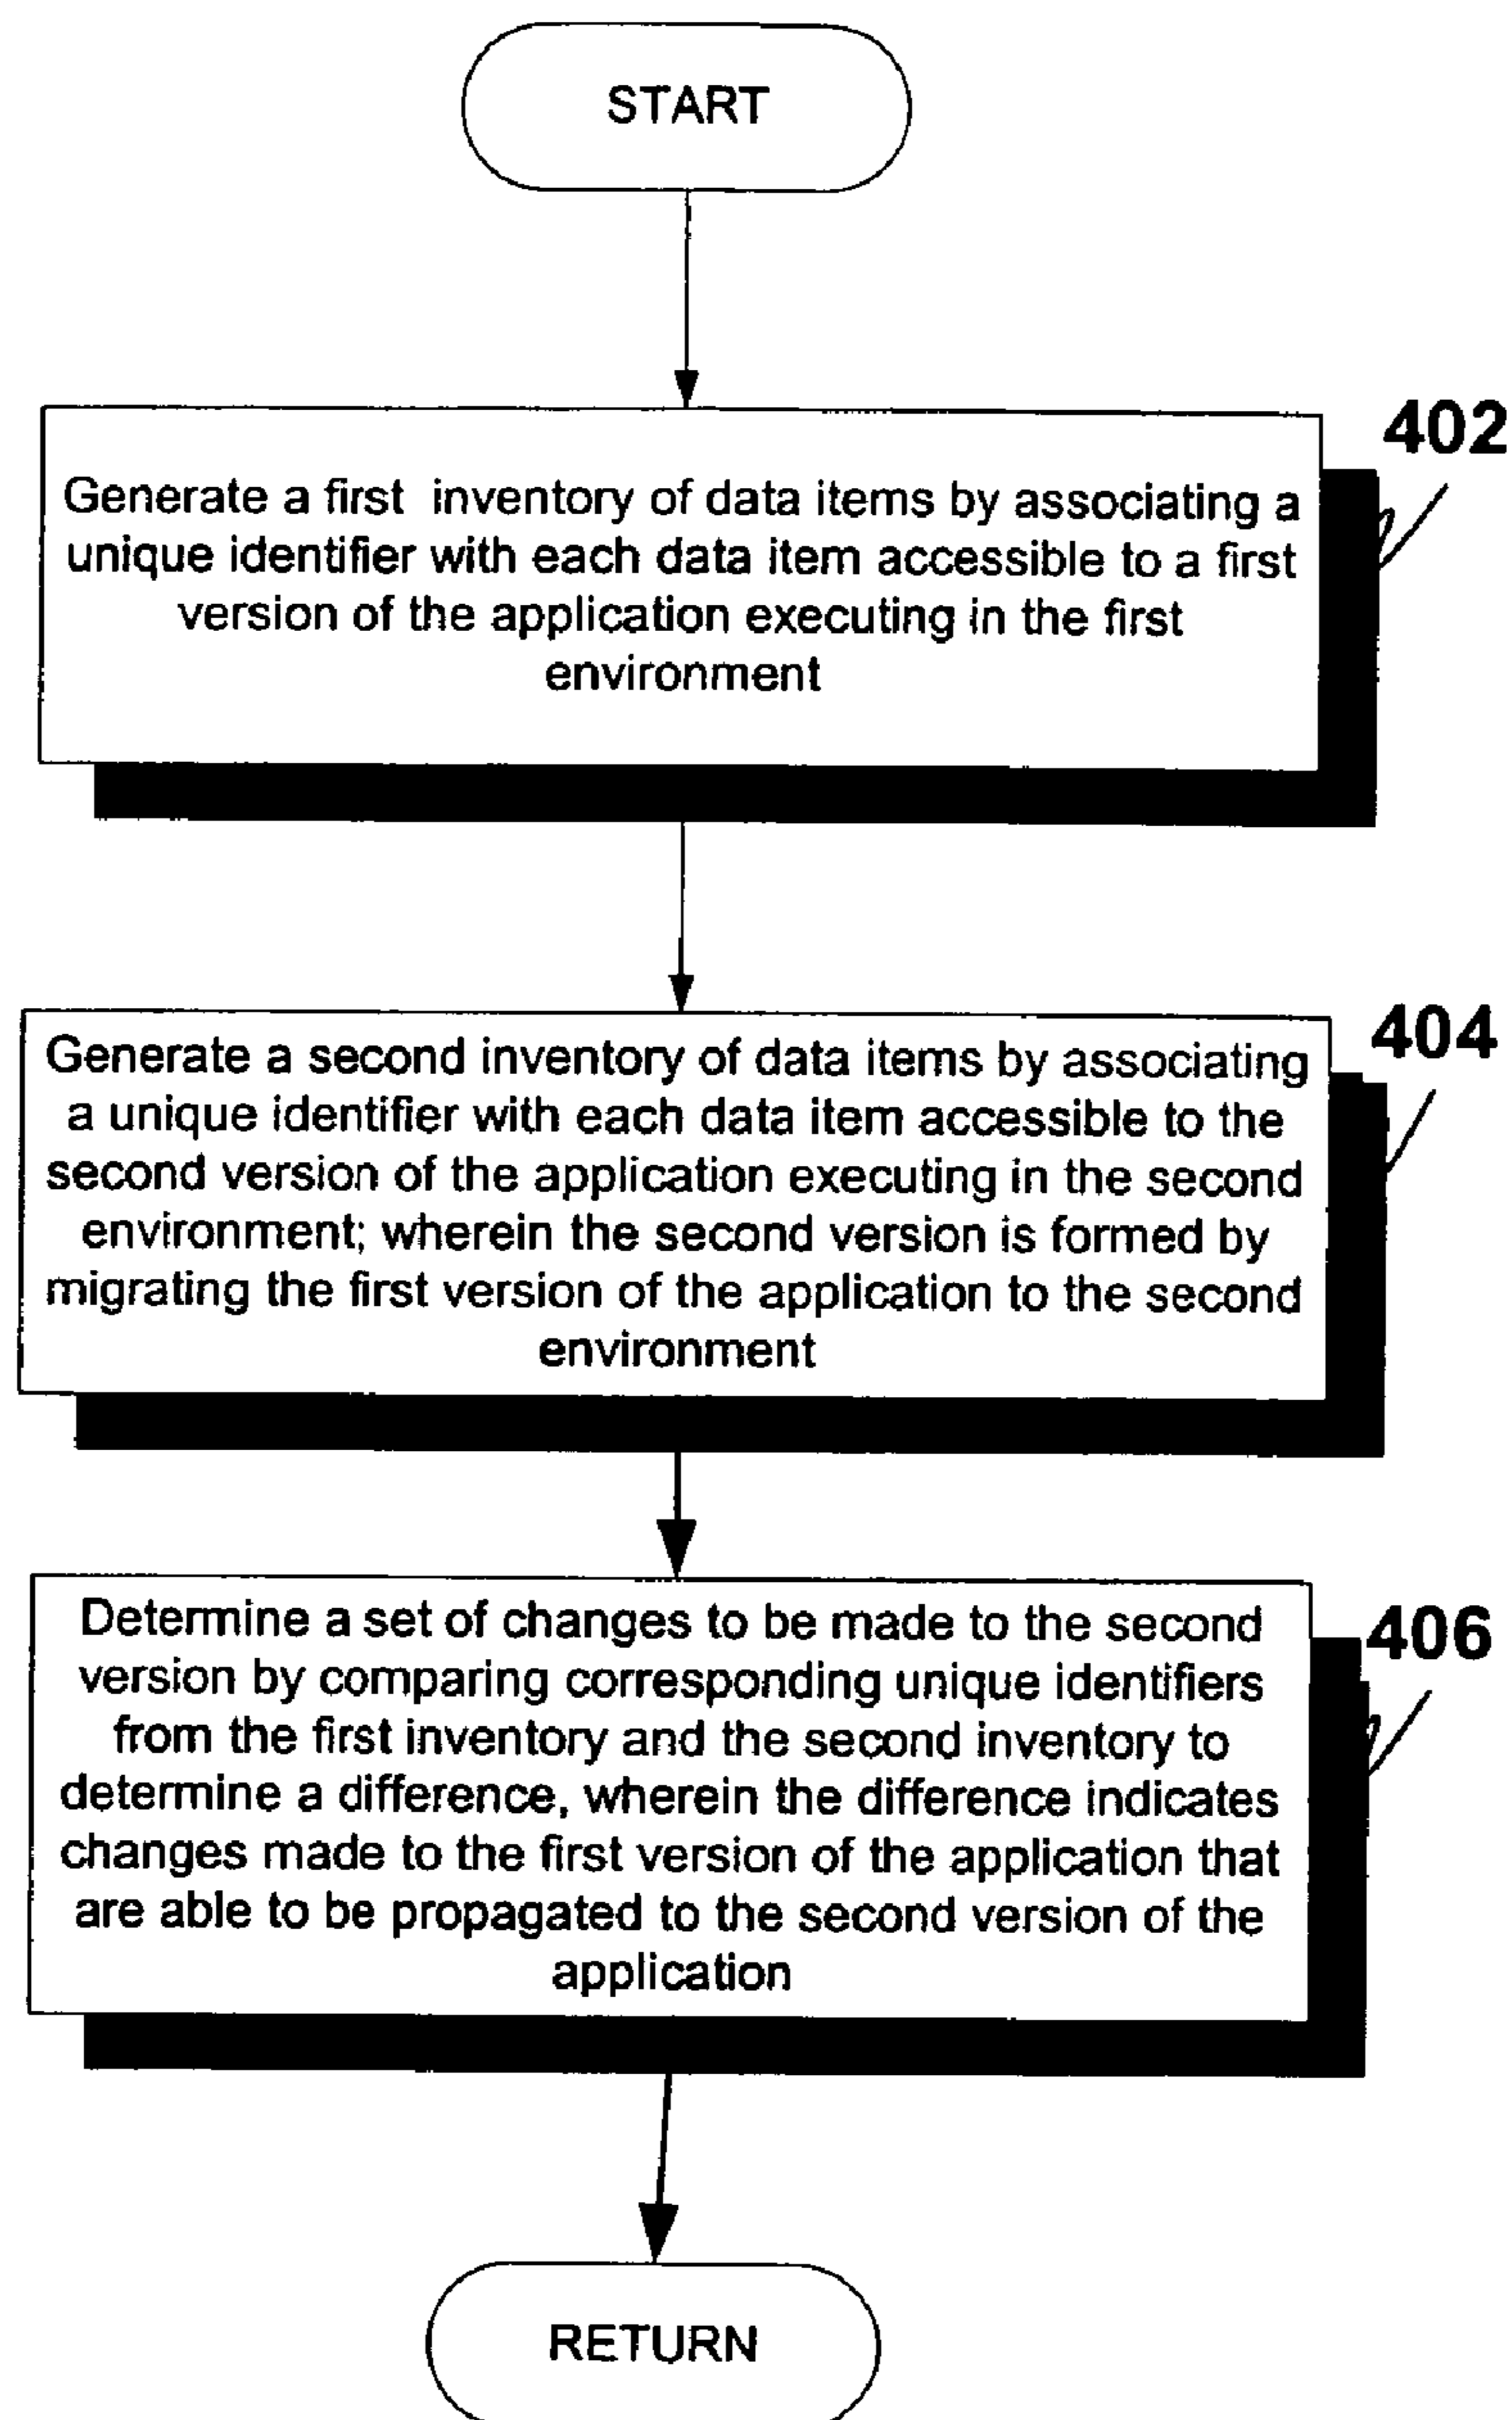 START
402
Generate a first inventory of data items by associating a
unique identifier with each data item accessible to a first
version of the application executing in the first
environment
404
Generate a second inventory of data items by associating
a unique identifier with each data item accessible to the
second version of the application executing in the second
environment; wherein the second version is formed by
migrating the first version of the application to the second
environment
406
Determine a set of changes to be made to the second
version by comparing corresponding unique identifiers
from the first inventory and the second inventory to
determine a difference, wherein the difference indicates
changes made to the first version of the application that
are able to be propagated to the second version of the
application
RETURN